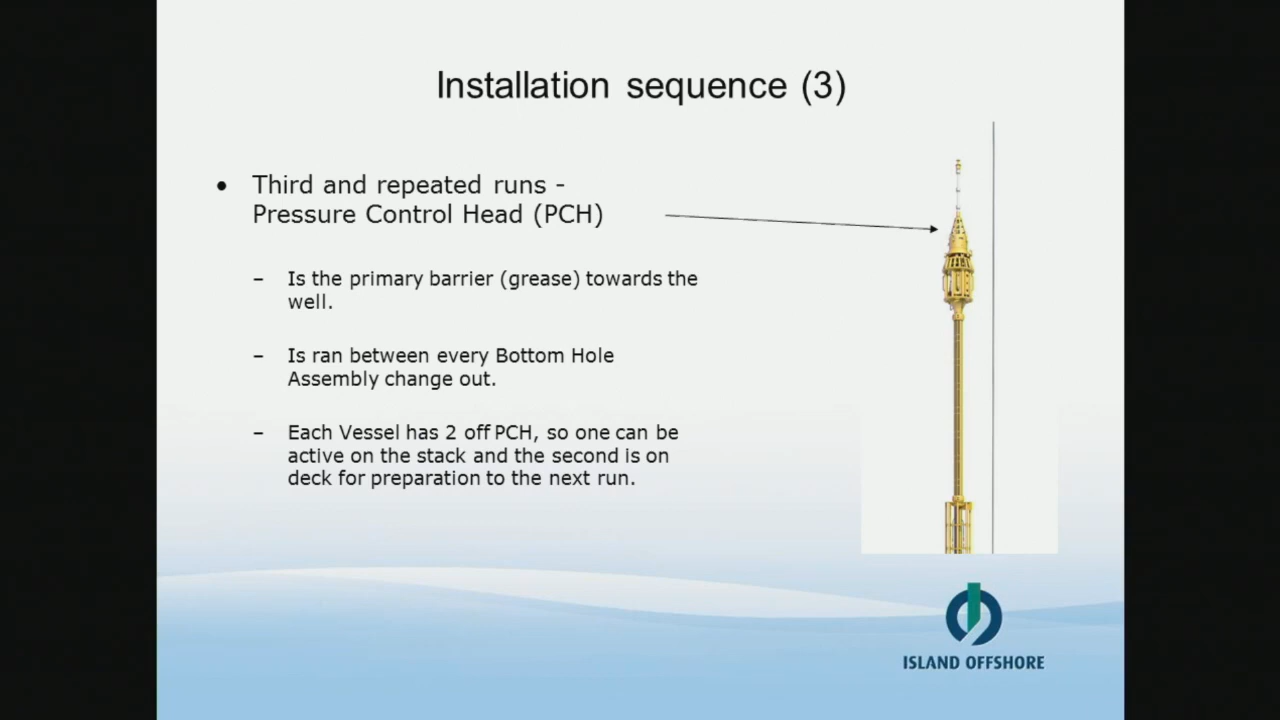 Installation sequence (3)
• Third and repeated runs -
Pressure Control Head (PCH)
– Is the primary barrier (grease) towards the
well.
– Is ran between every Bottom Hole
Assembly change out.
– Each Vessel has 2 off PCH, so one can be
active on the stack and the second is on
deck for preparation to the next run.
ISLAND OFFSHORE